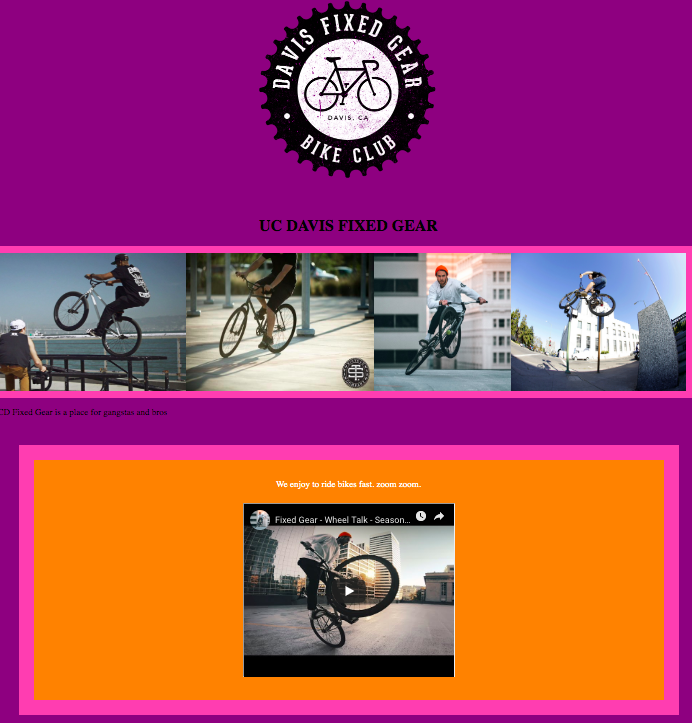 DAVIS FIXED GEAR
DAVIS, CA
BIKE CLUB
UC DAVIS FIXED GEAR
CD Fixed Gear is a place for gangstas and bros
We enjoy to ride bikes fast. zoom zoom.
Fixed Gear - Wheel Talk - Season...